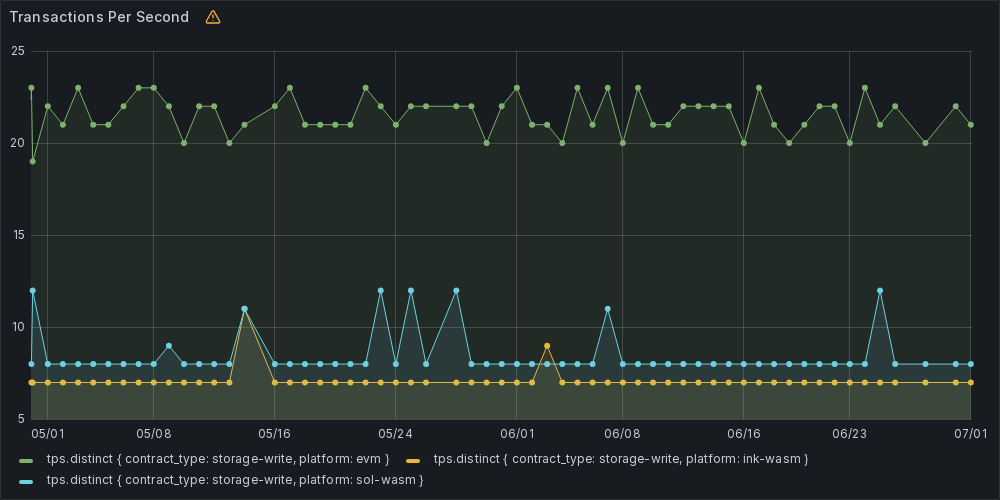 Transactions Per Second
25
20
15
10
5
05/01 05/08 05/16 05/24 06/01 06/08 06/16 06/23 07/01
tps.distinct { contract_type: storage-write, platform: evm } tps.distinct { contract_type: storage-write, platform: ink-wasm }
tps.distinct { contract_type: storage-write, platform: sol-wasm }